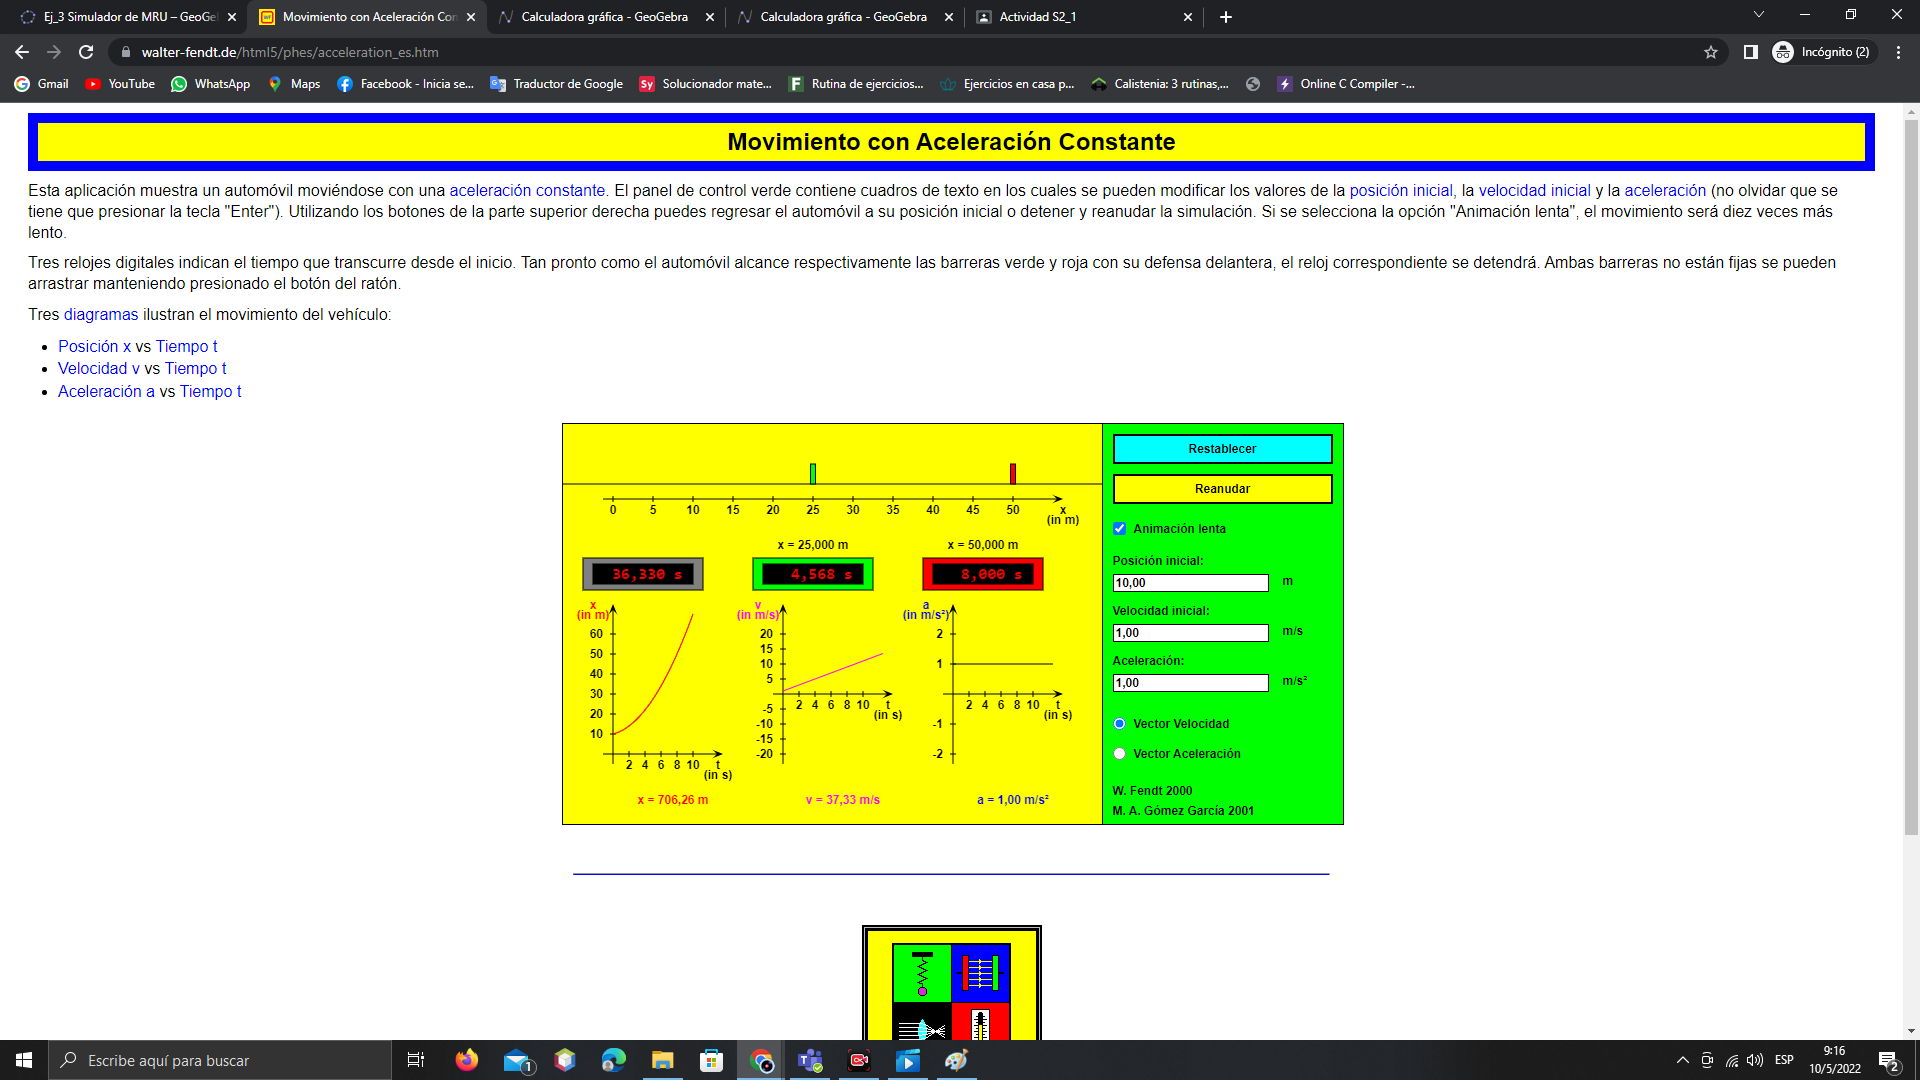 Ej_3 Simulador de MRU – GeoGe
Movimiento con Aceleración Con
Calculadora gráfica - GeoGebra
Calculadora gráfica - GeoGebra
Actividad S2_1
walter-fendt.de/html5/phes/acceleration_es.htm
Incógnito (2)
Gmail
YouTube
WhatsApp
Maps
Facebook - Inicia se...
Traductor de Google
Sy
Solucionador mate...
F
Rutina de ejercicios...
Ejercicios en casa p...
Calistenia: 3 rutinas,...
Online C Compiler -...
Movimiento con Aceleración Constante
Esta aplicación muestra un automóvil moviéndose con una aceleración constante. El panel de control verde contiene cuadros de texto en los cuales se pueden modificar los valores de la posición inicial, la velocidad inicial y la aceleración (no olvidar que se
tiene que presionar la tecla "Enter"). Utilizando los botones de la parte superior derecha puedes regresar el automóvil a su posición inicial o detener y reanudar la simulación. Si se selecciona la opción "Animación lenta", el movimiento será diez veces más
lento.
Tres relojes digitales indican el tiempo que transcurre desde el inicio. Tan pronto como el automóvil alcance respectivamente las barreras verde y roja con su defensa delantera, el reloj correspondiente se detendrá. Ambas barreras no están fijas se pueden
arrastrar manteniendo presionado el botón del ratón.
Tres diagramas ilustran el movimiento del vehículo:
Posición x vs Tiempo t
Velocidad v vs Tiempo t
Aceleración a vs Tiempo t
0 5 10 15 20 25 30 35 40 45 50 x
(in m)
x = 25,000 m
x = 50,000 m
36,330 s
4,568 s
8,000 s
x
(in m)
60
50
40
30
20
10
2 4 6 8 10 t
(in s)
x = 706,26 m
v
(in m/s)
20
15
10
5
2 4 6 8 10 t
(in s)
-5
-10
-15
-20
v = 37,33 m/s
a
(in m/s²)
2
1
2 4 6 8 10 t
(in s)
-1
-2
a = 1,00 m/s²
Restablecer
Reanudar
Animación lenta
Posición inicial:
10,00 m
Velocidad inicial:
1,00 m/s
Aceleración:
1,00 m/s²
Vector Velocidad
Vector Aceleración
W. Fendt 2000
M. A. Gómez García 2001
Escribe aquí para buscar
1
ESP
9:16
10/5/2022
2